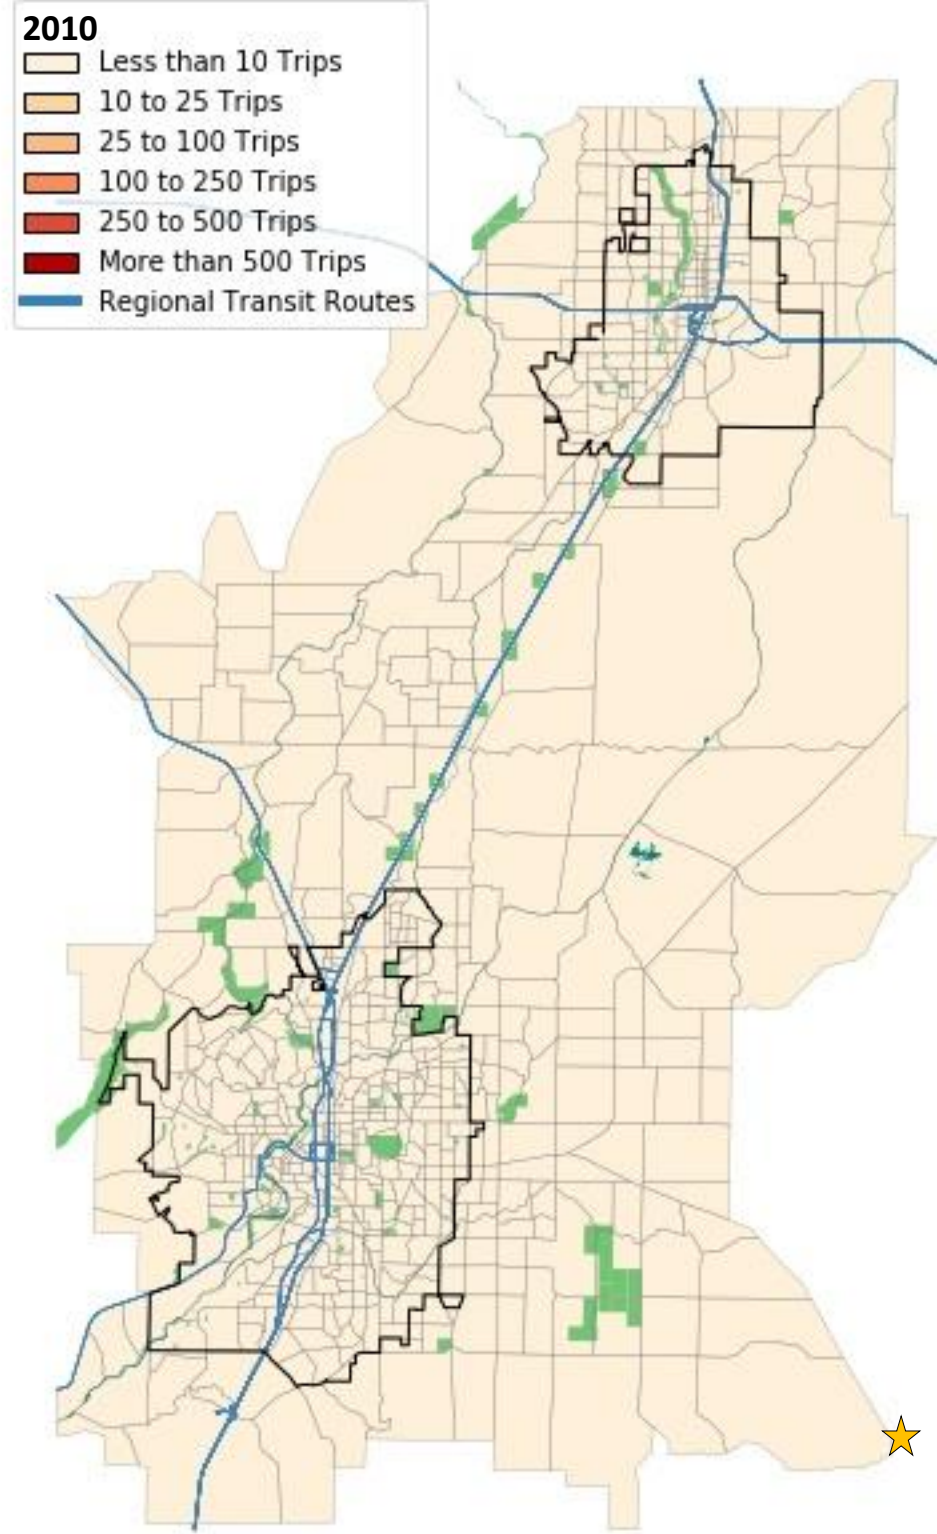 2010
Less than 10 Trips
10 to 25 Trips
25 to 100 Trips
100 to 250 Trips
250 to 500 Trips
More than 500 Trips
Regional Transit Routes